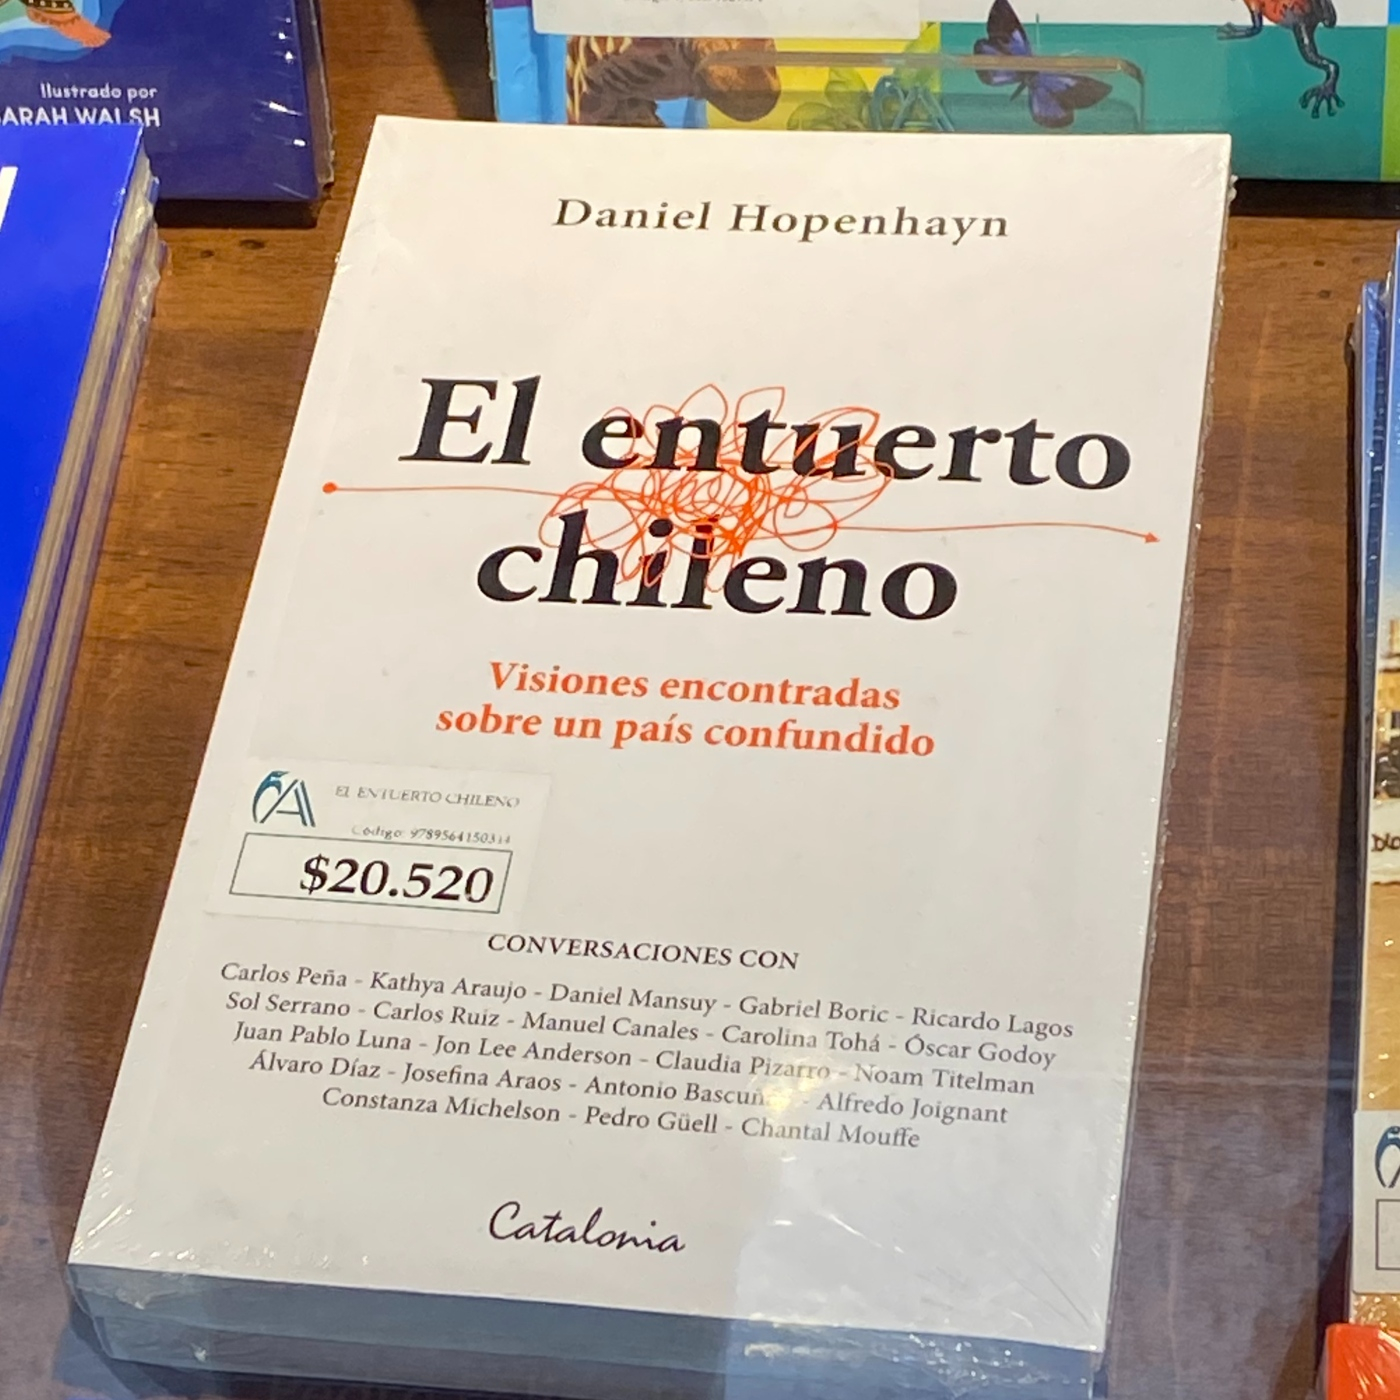 Ilustrado por
SARAH WALSH
Daniel Hopenhayn
El entuerto
chileno
Visiones encontradas
sobre un país confundido
EL ENTUERTO CHILENO
Código: 9789564150314
$20.520
CONVERSACIONES CON
Carlos Peña - Kathya Araujo - Daniel Mansuy - Gabriel Boric - Ricardo Lagos
Sol Serrano - Carlos Ruiz - Manuel Canales - Carolina Tohá - Óscar Godoy
Juan Pablo Luna - Jon Lee Anderson - Claudia Pizarro - Noam Titelman
Álvaro Díaz - Josefina Araos - Antonio - Alfredo Joignant
Constanza Michelson - Pedro Güell - Chantal Mouffe
Catalonia